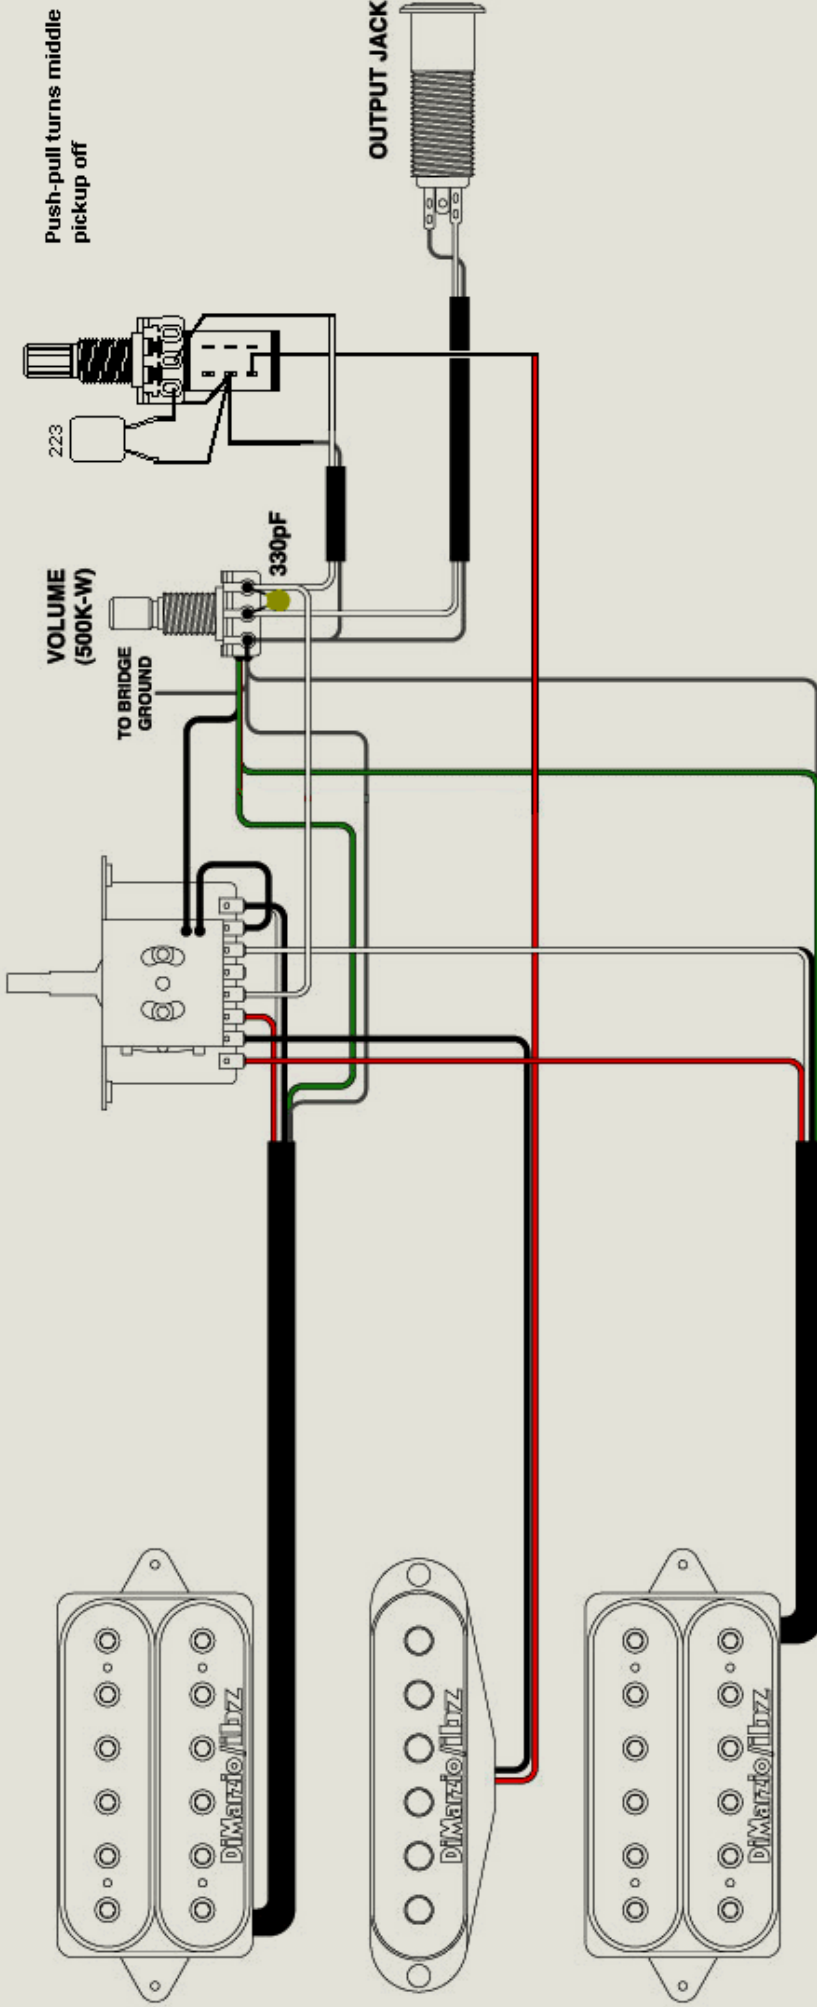 Push-pull turns middle
pickup off
OUTPUT JACK
223
330pF
VOLUME
(500K-W)
TO BRIDGE
GROUND
DiMarzio/ibz
DiMarzio/ibz
DiMarzio/ibz